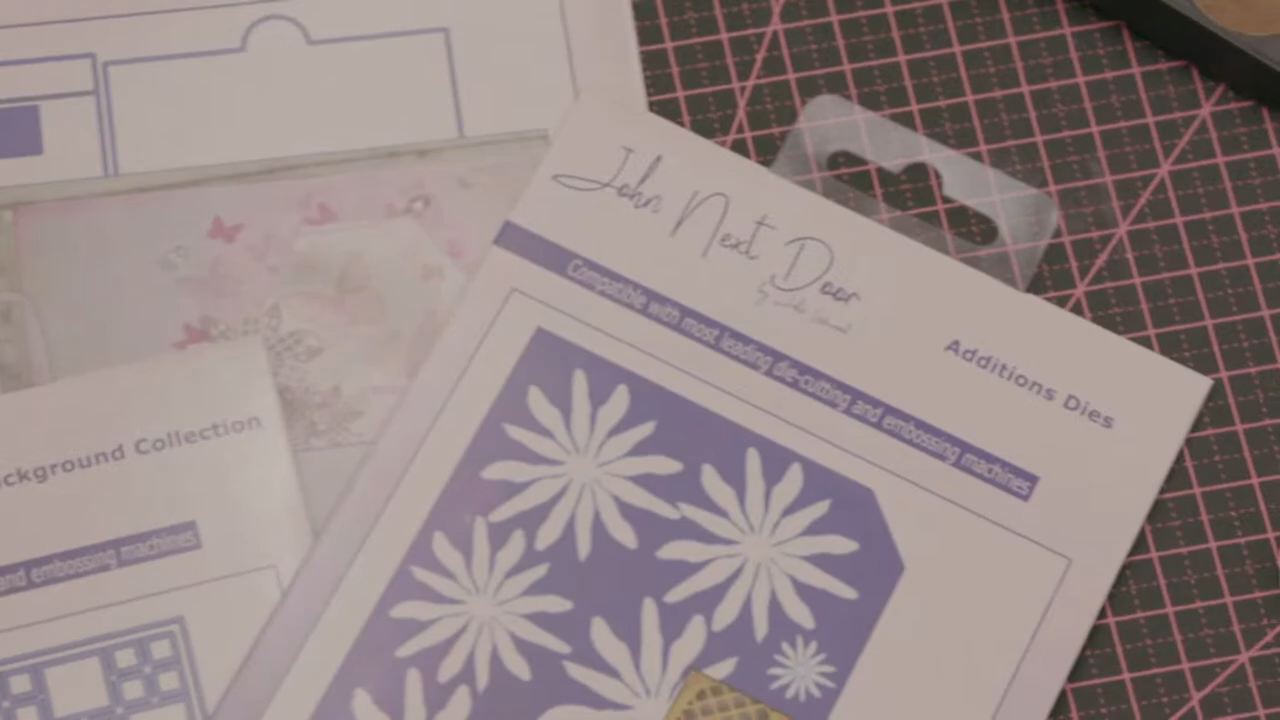 John Next Door
Compatible with most leading die-cutting and embossing machines
Additions Dies
ckground Collection
and embossing machines